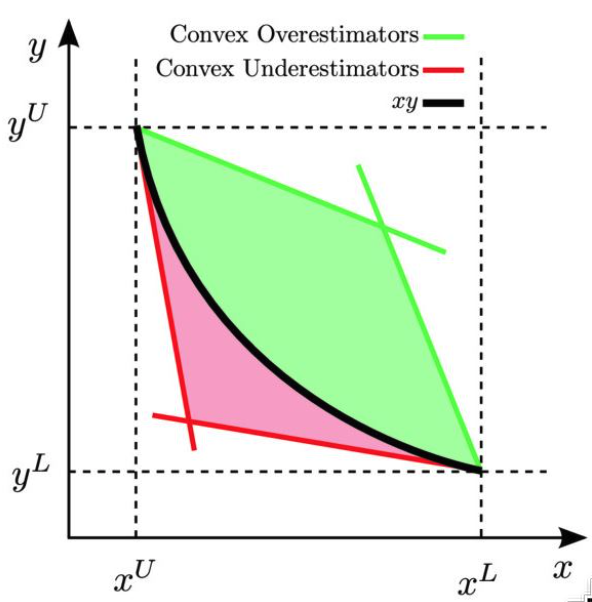 Convex Overestimators
Convex Underestimators
xy
y
y^U
y^L
x^U
x^L
x